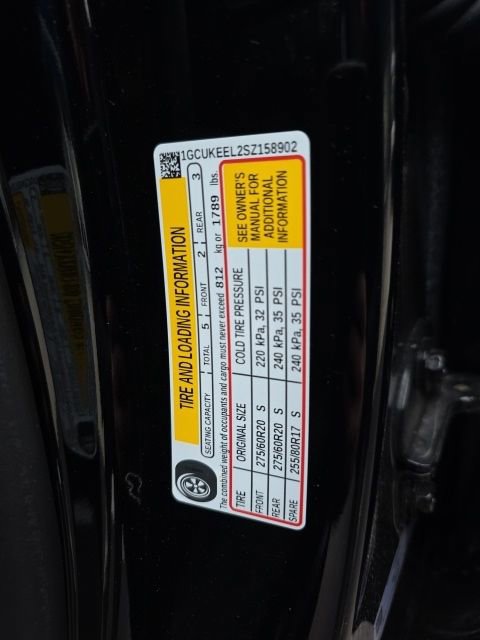 1GCUKEEL2SZ158902
TIRE AND LOADING INFORMATION
SEATING CAPACITY TOTAL 5 FRONT 2 REAR 3
The combined weight of occupants and cargo must never exceed 812 kg or 1789 lbs.
TIRE ORIGINAL SIZE COLD TIRE PRESSURE
FRONT 275/60R20 S 220 kPa, 32 PSI
REAR 275/60R20 S 240 kPa, 35 PSI
SPARE 255/80R17 S 240 kPa, 35 PSI
SEE OWNER'S
MANUAL FOR
ADDITIONAL
INFORMATION